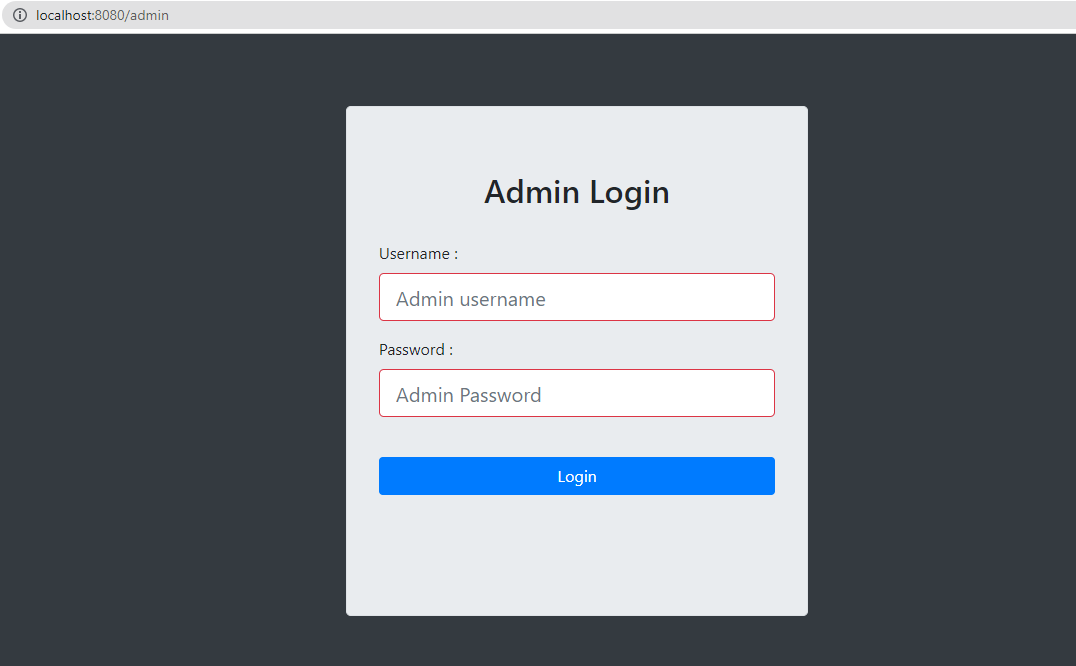 localhost:8080/admin
Admin Login
Username :
Admin username
Password :
Admin Password
Login